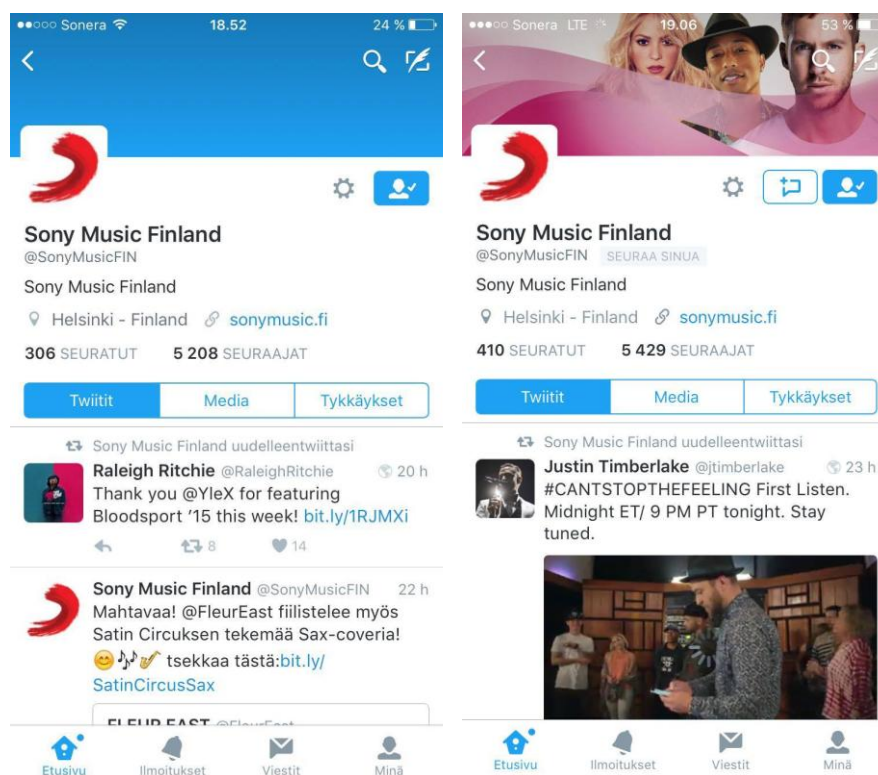 Sonera
18.52
24 %
Sony Music Finland
@SonyMusicFIN
Sony Music Finland
Helsinki - Finland sonymusic.fi
306 SEURATUT 5 208 SEURAAJAT
Twiitit Media Tykkäykset
Sony Music Finland uudelleentwiittasi
Raleigh Ritchie @RaleighRitchie 20 h
Thank you @YleX for featuring
Bloodsport '15 this week! bit.ly/1RJMXi
8 14
Sony Music Finland @SonyMusicFIN 22 h
Mahtavaa! @FleurEast fiilistelee myös
Satin Circuksen tekemää Sax-coveria!
😊🎶🎷 tsekkaa tästä:bit.ly/
SatinCircusSax
FLEUR EAST @FleurEast
Etusivu Ilmoitukset Viestit Minä
Sonera LTE
19.06
53 %
Sony Music Finland
@SonyMusicFIN SEURAA SINUA
Sony Music Finland
Helsinki - Finland sonymusic.fi
410 SEURATUT 5 429 SEURAAJAT
Twiitit Media Tykkäykset
Sony Music Finland uudelleentwiittasi
Justin Timberlake @jtimberlake 23 h
#CANTSTOPTHEFEELING First Listen.
Midnight ET/ 9 PM PT tonight. Stay
tuned.
Etusivu Ilmoitukset Viestit Minä